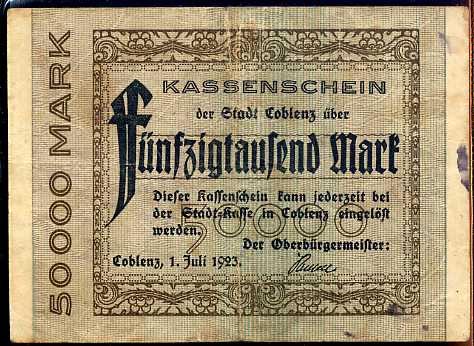 50000 MARK
KASSENSCHEIN
der Stadt Coblenz über
Fünfzigtausend Mark
Dieser Kassenschein kann jederzeit bei
der Stadt-Kasse in Coblenz eingelöst
werden.
50000
Der Oberbürgermeister:
Coblenz, 1. Juli 1923.